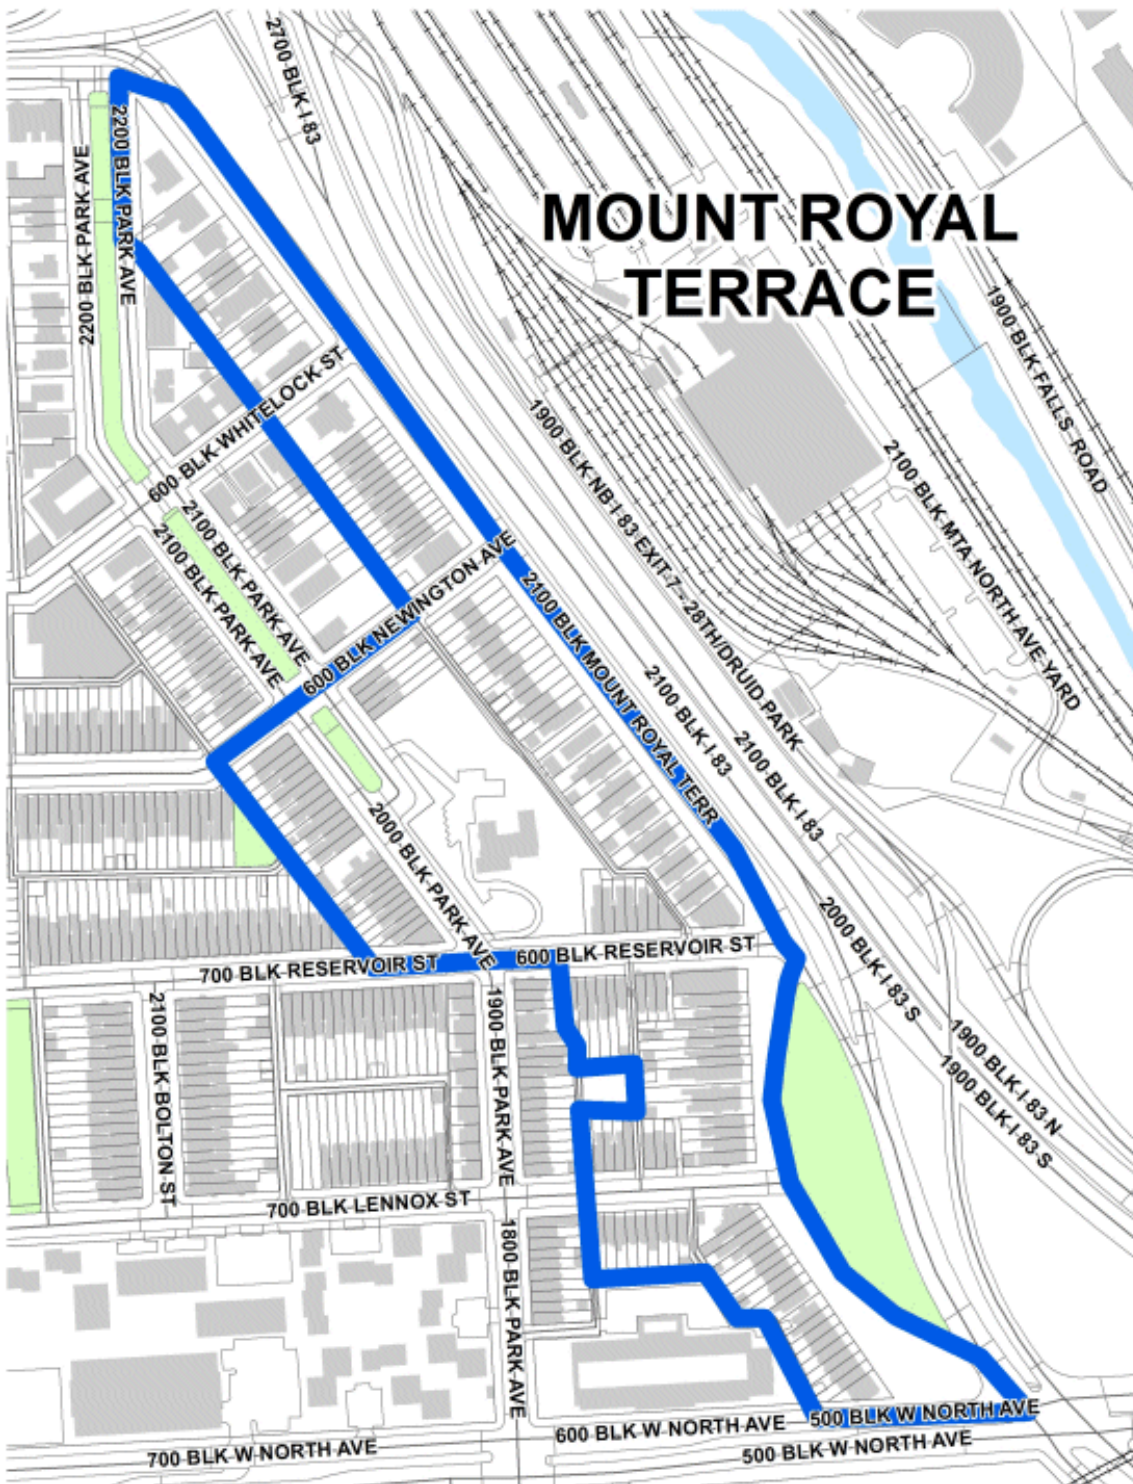 2700 BLK I 83
2200 BLK PARK AVE
2200 BLK PARK AVE
MOUNT ROYAL
TERRACE
1900 BLK FALLS ROAD
600 BLK WHITELOCK ST
1900 BLK NB I 83 EXIT 7 - 28TH/DRUID PARK
2100 BLK MTA NORTH AVE YARD
2100 BLK PARK AVE
2100 BLK PARK AVE
600 BLK NEWINGTON AVE
2100 BLK MOUNT ROYAL TERR
2100 BLK I 83
2100 BLK I 83
2000 BLK PARK AVE
2000 BLK I 83 S
700 BLK RESERVOIR ST
600 BLK RESERVOIR ST
2100 BLK BOLTON ST
1900 BLK PARK AVE
1900 BLK I 83 N
1900 BLK I 83 S
700 BLK LENNOX ST
1800 BLK PARK AVE
500 BLK W NORTH AVE
600 BLK W NORTH AVE
700 BLK W NORTH AVE
500 BLK W NORTH AVE